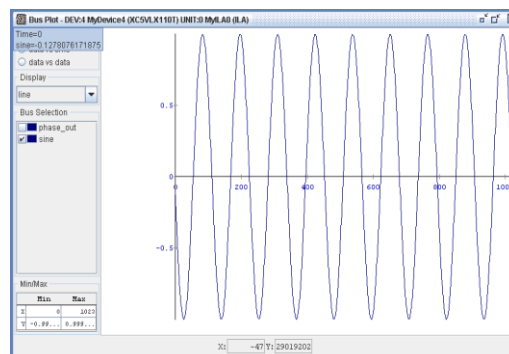 Bus Plot - DEV:4 MyDevice4 (XC5VLX110T) UNIT:0 MyILA0 (ILA)
Time=0
sine=-0.1278076171875
data vs data
Display
line
Bus Selection
phase_out
sine
Min/Max
Min Max
X 0 1023
Y -0.99... 0.999...
0.5
0
-0.5
0 200 400 600 800
X: -47 Y: 29019202